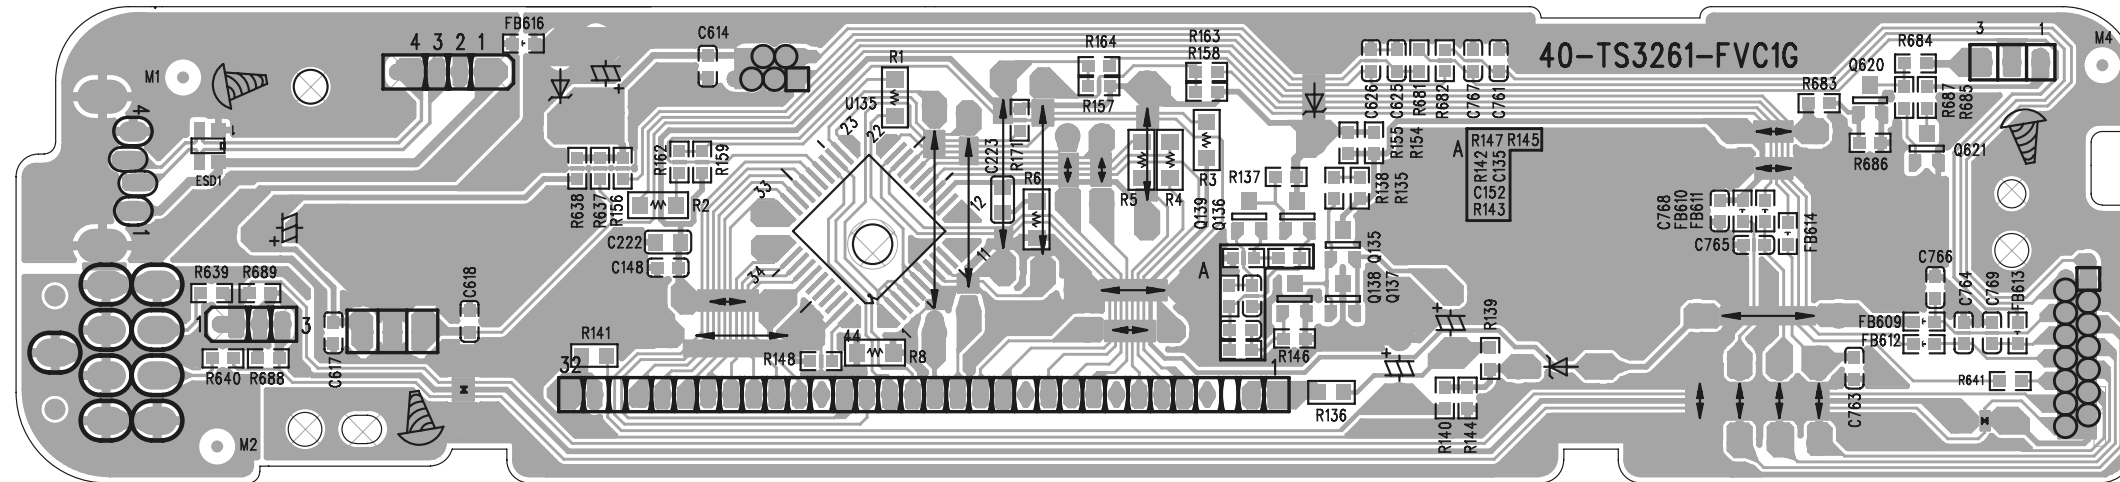 FB616
4 3 2 1
M1
C614
R1
U135
23
22
R164
R163
R158
R157
C223
R171
R6
R5
R4
R3
40-TS3261-FVC1G
C626
C625
R681
R682
C767
C761
R684
3
1
M4
Q620
R683
R687
R685
R686
Q621
4
1
1
ESD1
R162
R159
R638
R637
R156
R2
33
34
12
11
R155
R154
R137
R138
R135
A
R147
R145
R142
C135
C152
R143
Q139
Q136
C768
FB610
FB611
C765
FB614
C222
C148
Q135
A
Q138
Q137
R639
R689
1
3
C618
C617
R640
R688
R141
R148
44
1
R8
R146
R139
32
1
R136
R140
R144
M2
C766
C764
C769
FB613
FB609
FB612
R641
C763